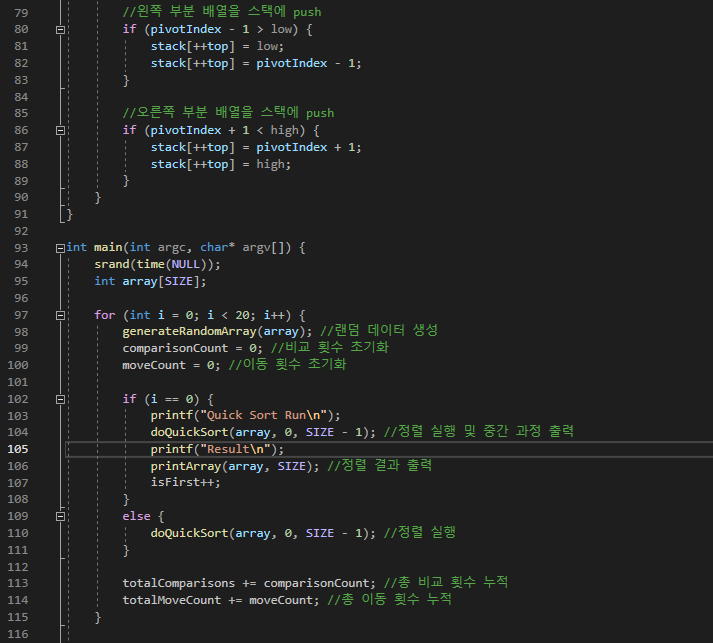 79 //왼쪽 부분 배열을 스택에 push
80 if (pivotIndex - 1 > low) {
81 stack[++top] = low;
82 stack[++top] = pivotIndex - 1;
83 }
84
85 //오른쪽 부분 배열을 스택에 push
86 if (pivotIndex + 1 < high) {
87 stack[++top] = pivotIndex + 1;
88 stack[++top] = high;
89 }
90 }
91 }
92
93 int main(int argc, char* argv[]) {
94 srand(time(NULL));
95 int array[SIZE];
96
97 for (int i = 0; i < 20; i++) {
98 generateRandomArray(array); //랜덤 데이터 생성
99 comparisonCount = 0; //비교 횟수 초기화
100 moveCount = 0; //이동 횟수 초기화
101
102 if (i == 0) {
103 printf("Quick Sort Run\n");
104 doQuickSort(array, 0, SIZE - 1); //정렬 실행 및 중간 과정 출력
105 printf("Result\n");
106 printArray(array, SIZE); //정렬 결과 출력
107 isFirst++;
108 }
109 else {
110 doQuickSort(array, 0, SIZE - 1); //정렬 실행
111 }
112
113 totalComparisons += comparisonCount; //총 비교 횟수 누적
114 totalMoveCount += moveCount; //총 이동 횟수 누적
115 }
116